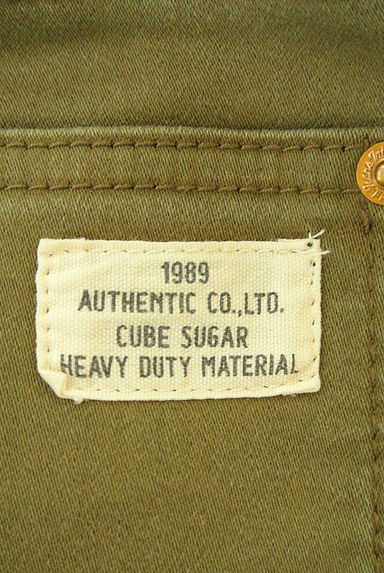 1989
AUTHENTIC CO.,LTD.
CUBE SUGAR
HEAVY DUTY MATERIAL